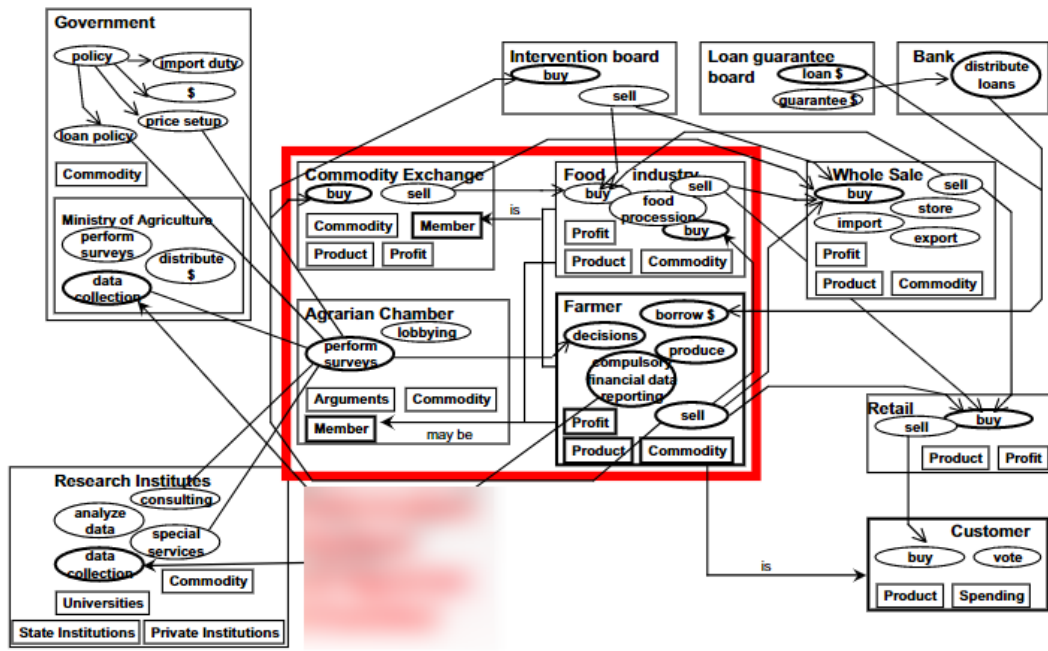 Government
policy
import duty
$
price setup
loan policy
Commodity
Ministry of Agriculture
perform
surveys
distribute
$
data
collection
Intervention board
buy
sell
Loan guarantee
board
loan $
guarantee $
Bank
distribute
loans
Commodity Exchange
buy
sell
Commodity
Member
Product
Profit
is
Food industry
buy
sell
food
procession
buy
Profit
Product
Commodity
Whole Sale
buy
sell
store
import
export
Profit
Product
Commodity
Agrarian Chamber
lobbying
perform
surveys
Arguments
Commodity
Member
may be
Farmer
borrow $
decisions
produce
compulsory
financial data
reporting
sell
Profit
Product
Commodity
Retail
sell
buy
Product
Profit
Research Institutes
consulting
analyze
data
special
services
data
collection
Commodity
Universities
State Institutions
Private Institutions
is
Customer
buy
vote
Product
Spending